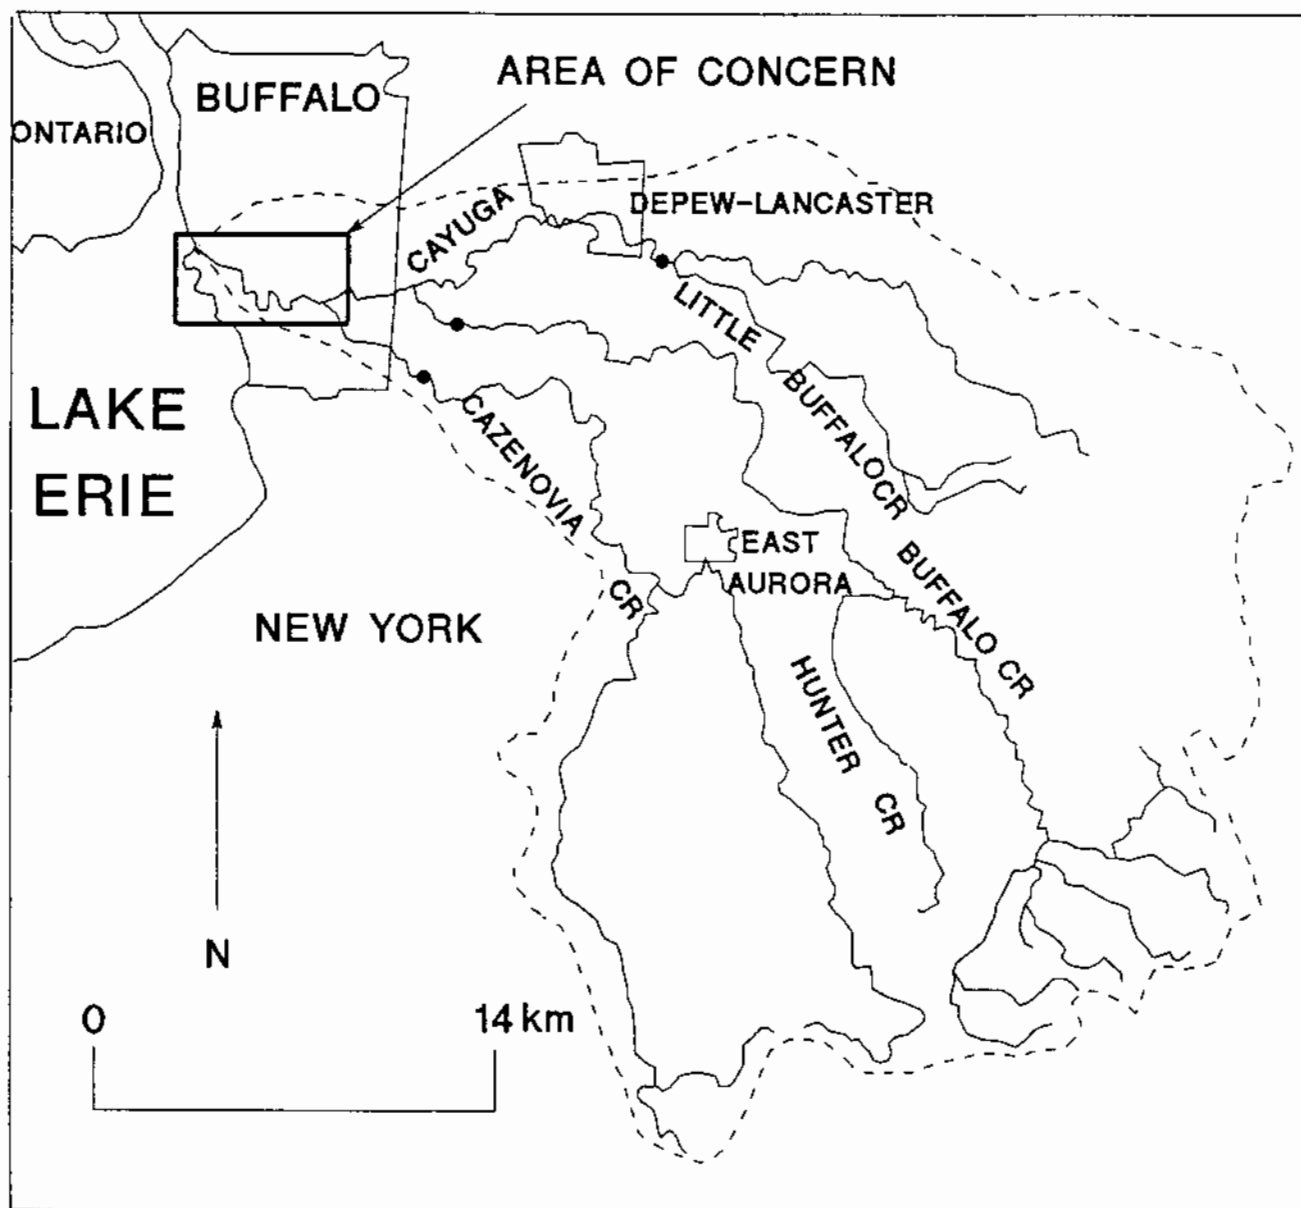 AREA OF CONCERN
BUFFALO
ONTARIO
CAYUGA
DEPEW-LANCASTER
LITTLE
BUFFALO CR
LAKE
ERIE
CAZENOVIA
CR
EAST
AURORA
BUFFALO CR
NEW YORK
HUNTER
CR
N
0
14 km